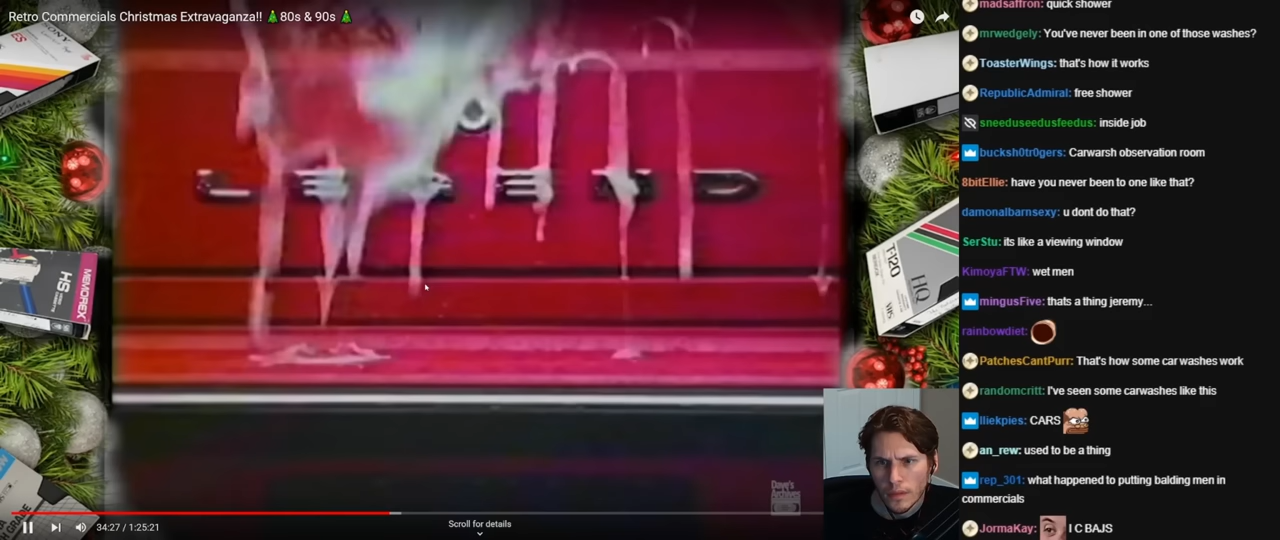 Retro Commercials Christmas Extravaganza!! 🎄80s & 90s 🎄
SONY
ES
MEMOREX
HS
T-120
HQ
VHS
Dave's
34:27 / 1:25:21
Scroll for details
madsaffron: quick shower
mrwedgely: You've never been in one of those washes?
ToasterWings: that's how it works
RepublicAdmiral: free shower
sneeduseedusfeedus: inside job
bucksh0tr0gers: Carwarsh observation room
8bitEllie: have you never been to one like that?
damonalbarnsexy: u dont do that?
SerStu: its like a viewing window
KimoyaFTW: wet men
mingusFive: thats a thing jeremy...
rainbowdiet:
PatchesCantPurr: That's how some car washes work
randomcritt: I've seen some carwashes like this
lliekpies: CARS
an_rew: used to be a thing
rep_301: what happened to putting balding men in
commercials
JormaKay: I C BAJS